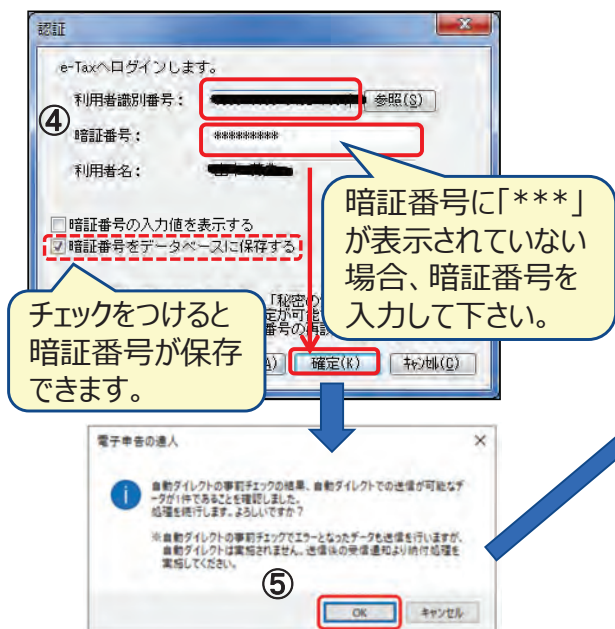 認証
e-Taxへログインします。
利用者識別番号：
参照(S)
④
暗証番号：
*********
利用者名：
暗証番号に「***」
が表示されていない
場合、暗証番号を
入力して下さい。
暗証番号の入力値を表示する
暗証番号をデータベースに保存する
チェックをつけると
暗証番号が保存
できます。
「秘密の
定が可能
番号の再設
A)
確定(K)
キャンセル(C)
電子申告の達人
自動ダイレクトの事前チェックの結果、自動ダイレクトでの送信が可能なデ
ータが1件であることを確認しました。
処理を続行します。よろしいですか？
※自動ダイレクトの事前チェックでエラーとなったデータも送信を行いますが、
自動ダイレクトは実施されません。送信後の受信通知より納付処理を
実施してください。
⑤
OK
キャンセル